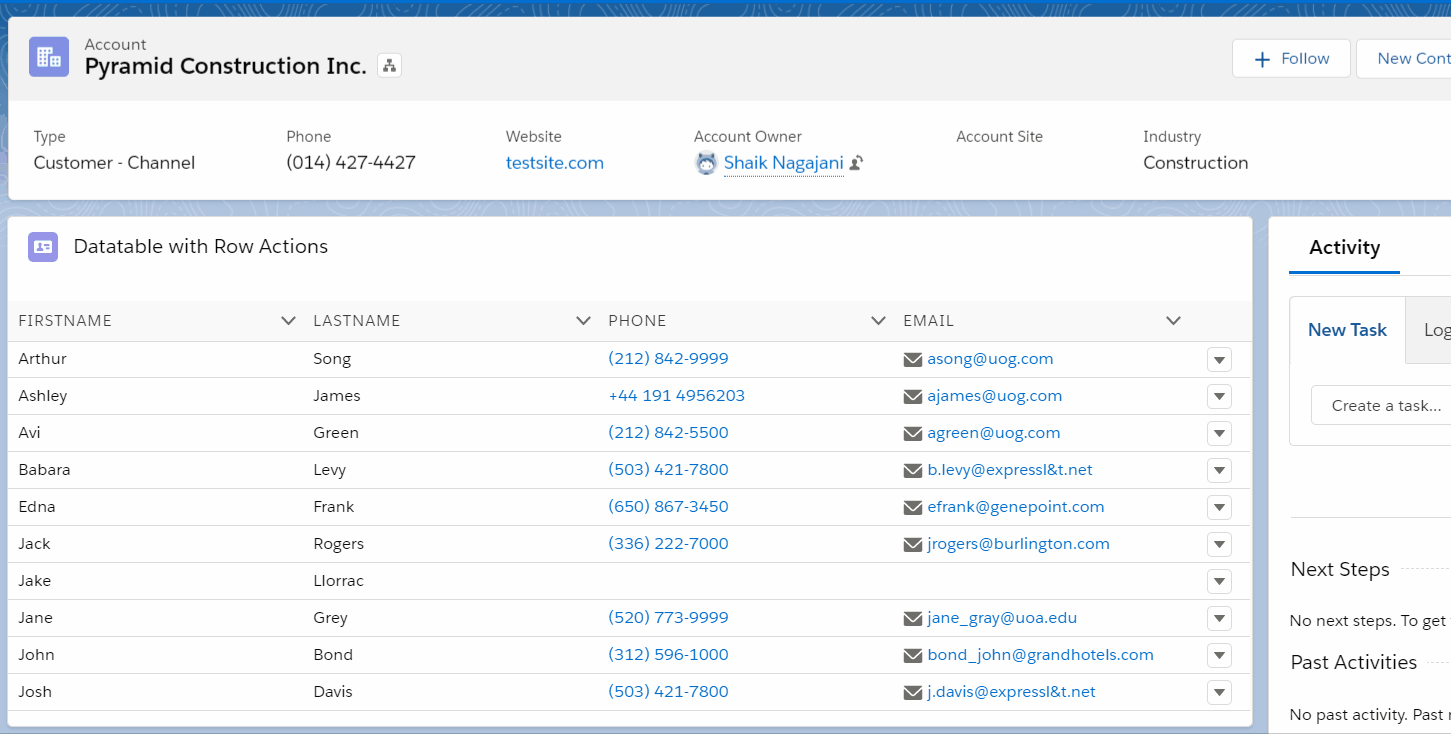 Account
Pyramid Construction Inc.
Follow
New Cont
Type
Phone
Website
Account Owner
Account Site
Industry
Customer - Channel
(014) 427-4427
testsite.com
Shaik Nagajani
Construction
Datatable with Row Actions
FIRSTNAME LASTNAME PHONE EMAIL
Arthur Song (212) 842-9999 asong@uog.com
Ashley James +44 191 4956203 ajames@uog.com
Avi Green (212) 842-5500 agreen@uog.com
Babara Levy (503) 421-7800 b.levy@expressl&t.net
Edna Frank (650) 867-3450 efrank@genepoint.com
Jack Rogers (336) 222-7000 jrogers@burlington.com
Jake Llorrac
Jane Grey (520) 773-9999 jane_gray@uoa.edu
John Bond (312) 596-1000 bond_john@grandhotels.com
Josh Davis (503) 421-7800 j.davis@expressl&t.net
Activity
New Task
Log
Create a task...
Next Steps
No next steps. To get
Past Activities
No past activity. Past